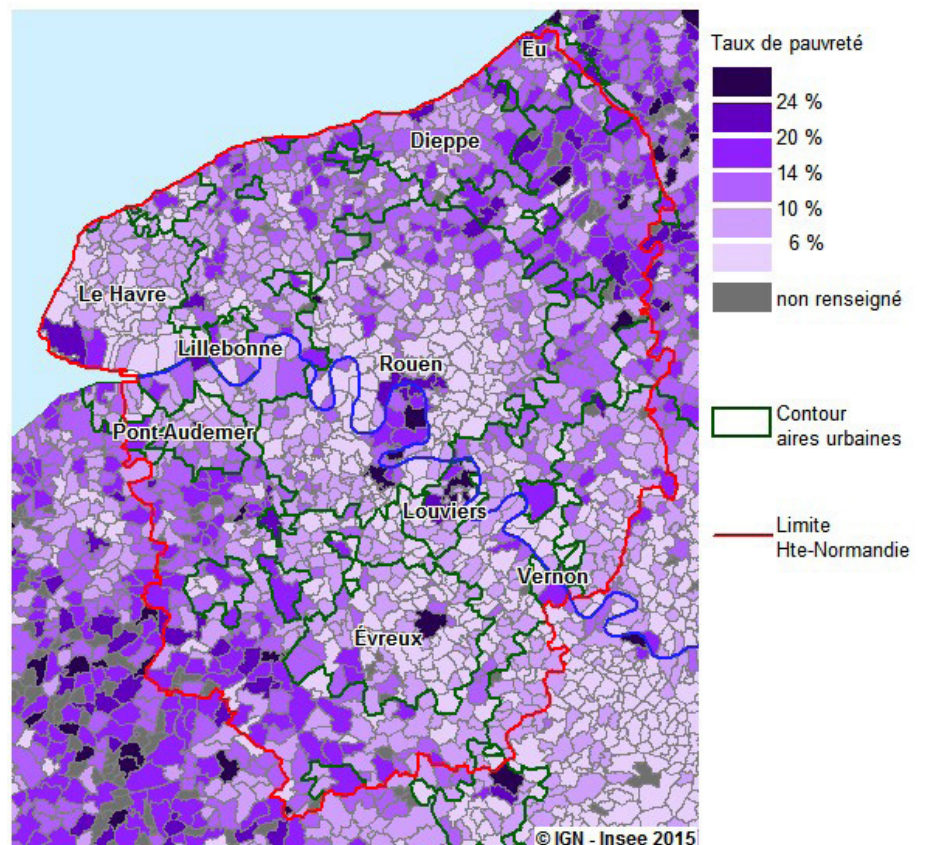 Eu
Dieppe
Le Havre
Lillebonne
Rouen
Pont-Audemer
Louviers
Vernon
Évreux
© IGN - Insee 2015
Taux de pauvreté
24 %
20 %
14 %
10 %
6 %
non renseigné
Contour
aires urbaines
Limite
Hte-Normandie